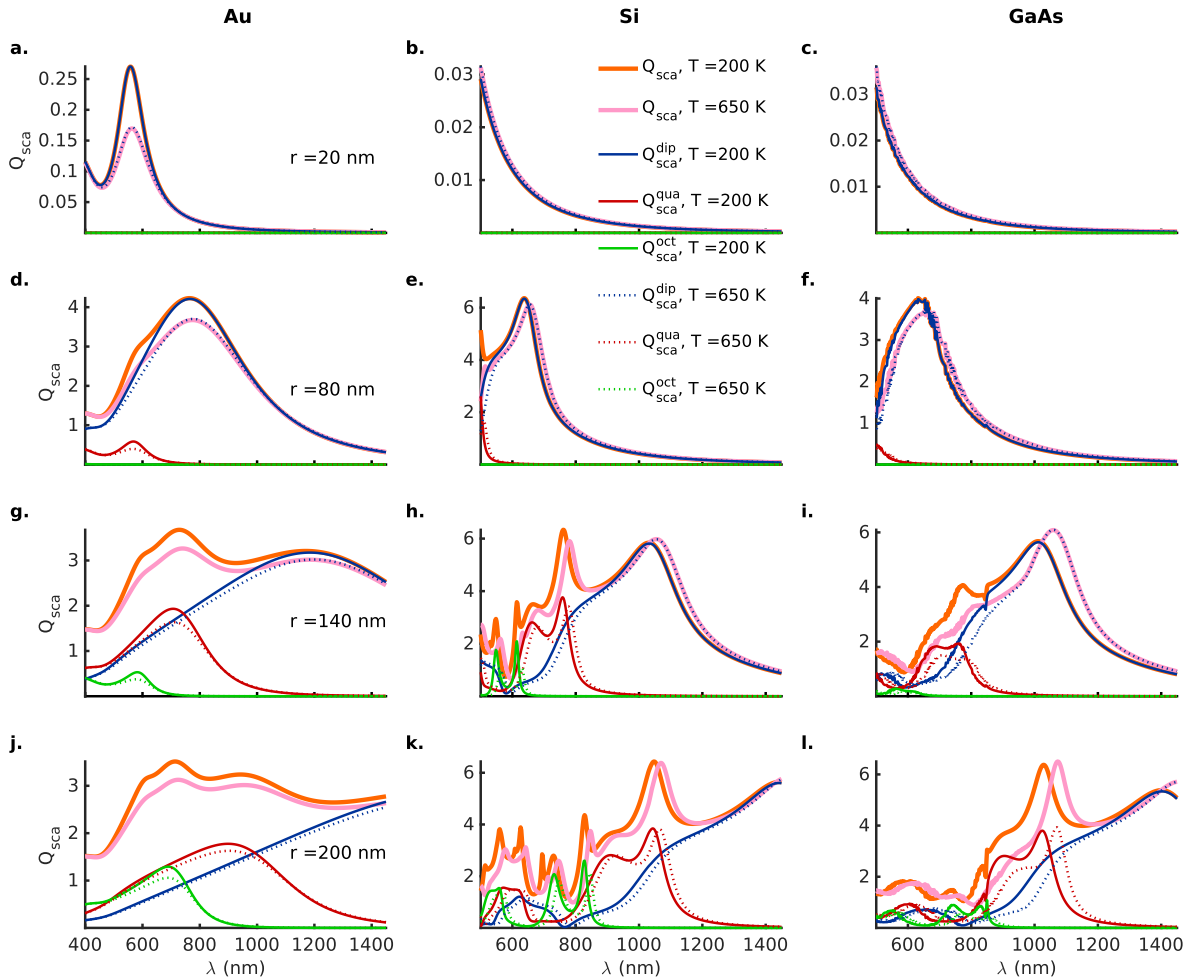 Au
Si
GaAs
a.
b.
c.
0.25
0.2
0.15
0.1
0.05
Q_sca
r =20 nm
0.03
0.02
0.01
Q_sca, T =200 K
Q_sca, T =650 K
Q_sca^dip, T =200 K
Q_sca^qua, T =200 K
Q_sca^oct, T =200 K
Q_sca^dip, T =650 K
Q_sca^qua, T =650 K
Q_sca^oct, T =650 K
0.03
0.02
0.01
d.
e.
f.
4
3
2
1
Q_sca
r =80 nm
6
4
2
4
3
2
1
g.
h.
i.
3
2
1
Q_sca
r =140 nm
6
4
2
6
4
2
j.
k.
l.
3
2
1
Q_sca
r =200 nm
6
4
2
6
4
2
400 600 800 1000 1200 1400
600 800 1000 1200 1400
600 800 1000 1200 1400
λ (nm)
λ (nm)
λ (nm)